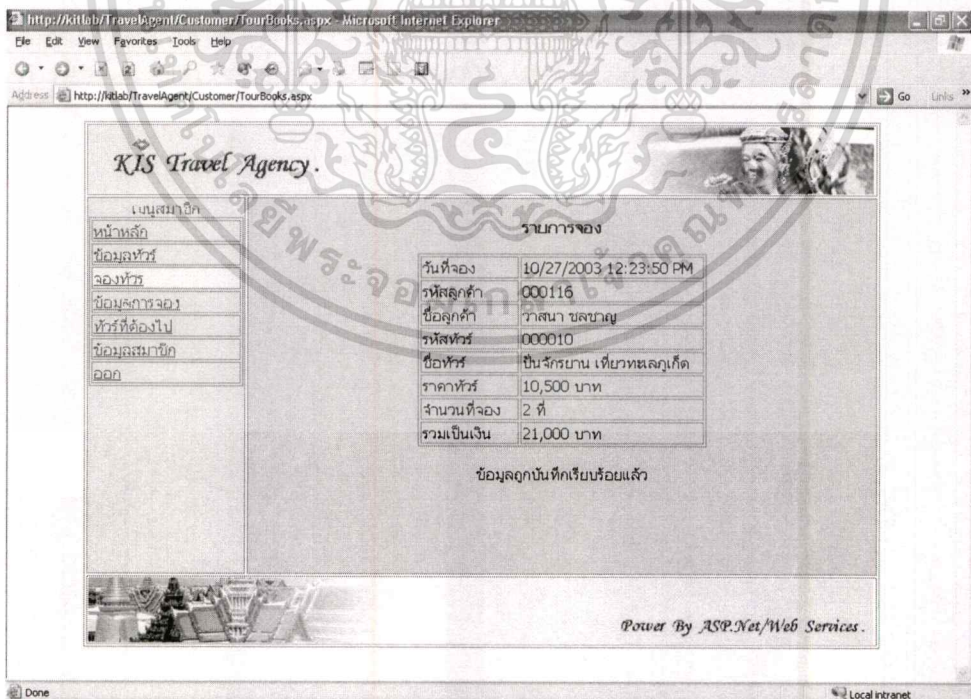 http://kitlab/TravelAgent/Customer/TourBooks.aspx - Microsoft Internet Explorer
File Edit View Favorites Tools Help
Address http://kitlab/TravelAgent/Customer/TourBooks.aspx Go Links »
KIS Travel Agency.
เมนูสมาชิก
หน้าหลัก
ข้อมูลทัวร์
จองทัวร์
ข้อมูลการจอง
ทัวร์ที่ต้องไป
ข้อมูลสมาชิก
ออก
รายการจอง
วันที่จอง 10/27/2003 12:23:50 PM
รหัสลูกค้า 000116
ชื่อลูกค้า วาสนา ชลชาญ
รหัสทัวร์ 000010
ชื่อทัวร์ ปั่นจักรยาน เที่ยวทะเลภูเก็ต
ราคาทัวร์ 10,500 บาท
จำนวนที่จอง 2 ที่
รวมเป็นเงิน 21,000 บาท
ข้อมูลถูกบันทึกเรียบร้อยแล้ว
Power By ASP.Net/Web Services.
Done Local intranet